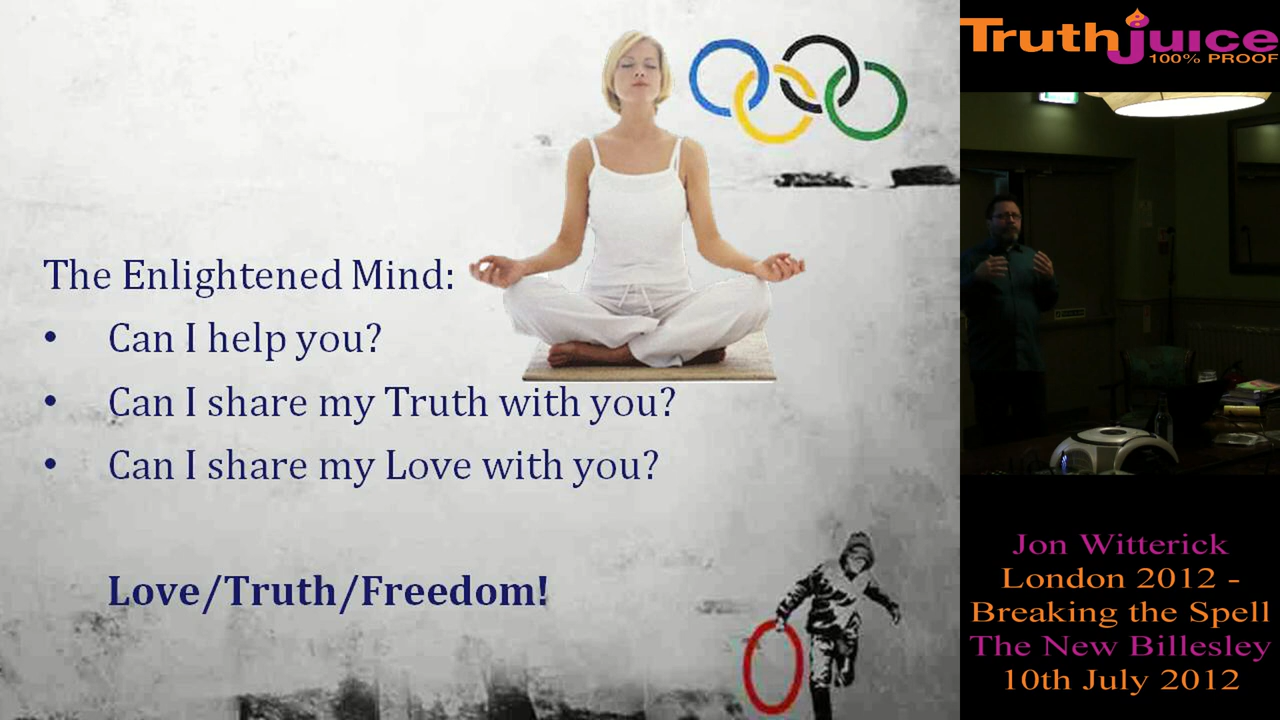 The Enlightened Mind:
• Can I help you?
• Can I share my Truth with you?
• Can I share my Love with you?
Love/Truth/Freedom!
Truthjuice
100% PROOF
Jon Witterick
London 2012 -
Breaking the Spell
The New Billesley
10th July 2012